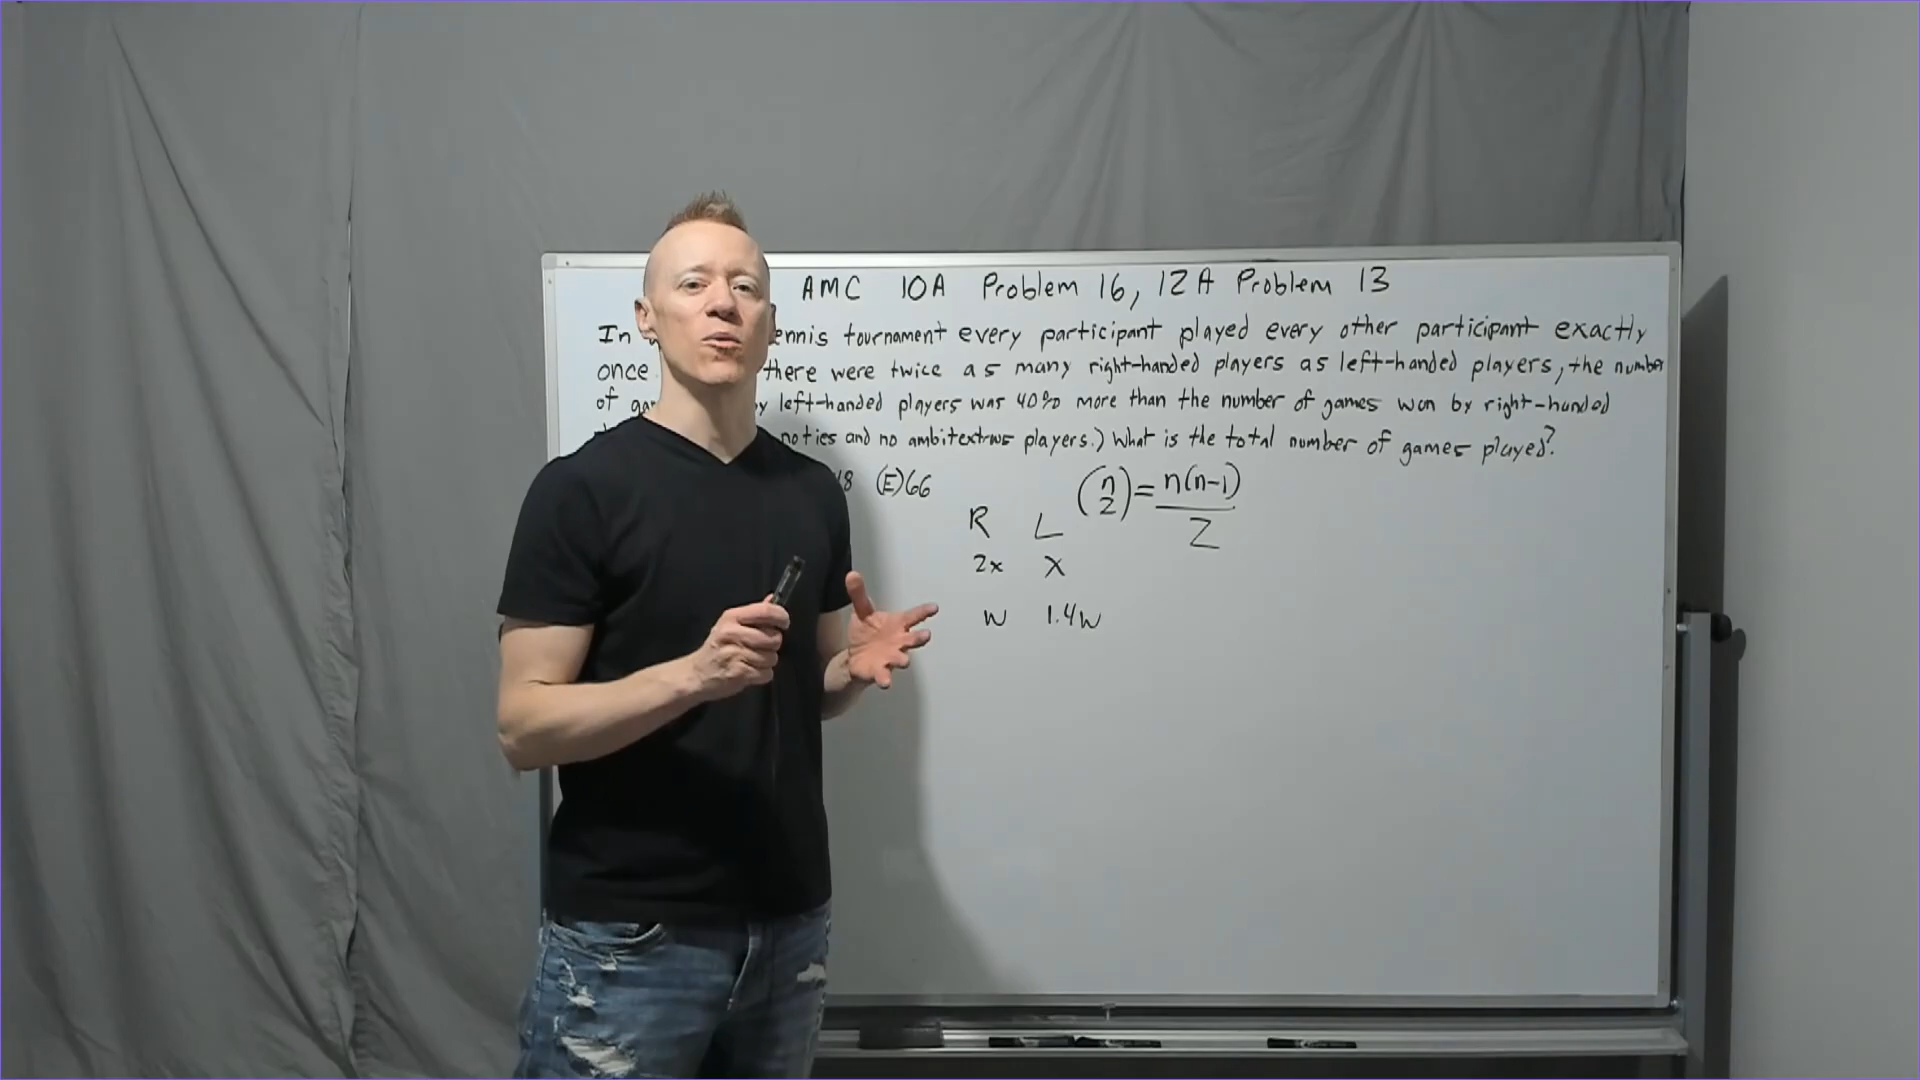 AMC 10A Problem 16, 12A Problem 13
In ennis tournament every participant played every other participant exactly
once there were twice as many right-handed players as left-handed players, the number
of left-handed players was 40% more than the number of games won by right-handed
no ties and no ambitextrws players.) What is the total number of games played?
(E)66
(n 2) = n(n-1) / 2
R L
2x x
w 1.4w